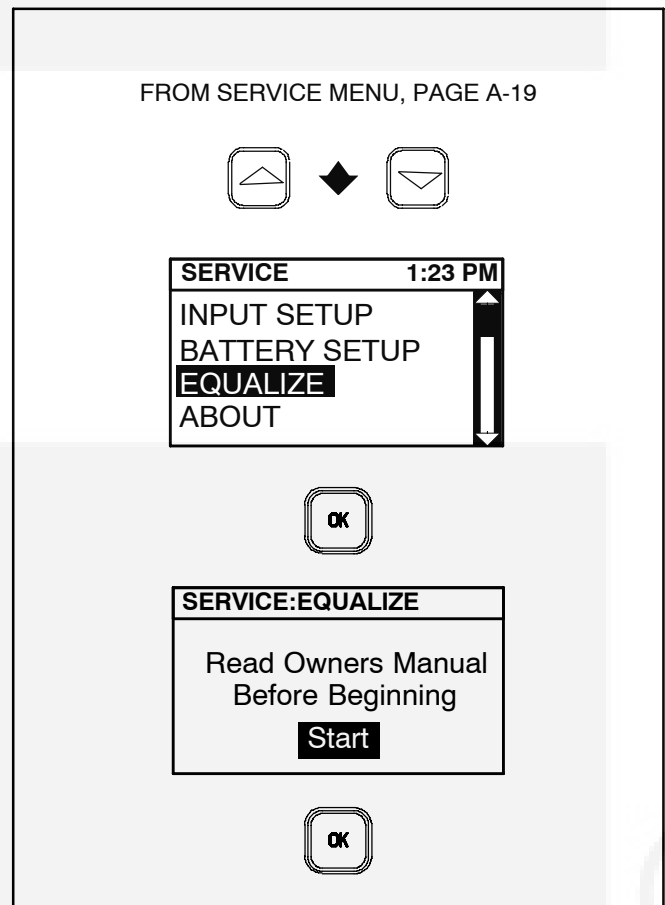 FROM SERVICE MENU, PAGE A-19
SERVICE 1:23 PM
INPUT SETUP
BATTERY SETUP
EQUALIZE
ABOUT
OK
SERVICE:EQUALIZE
Read Owners Manual
Before Beginning
Start
OK